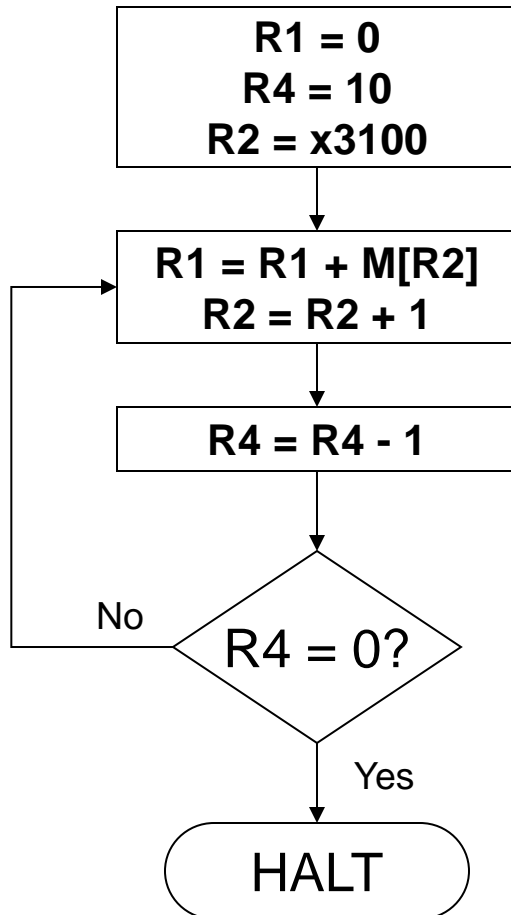 R1 = 0
R4 = 10
R2 = x3100
R1 = R1 + M[R2]
R2 = R2 + 1
R4 = R4 - 1
No
R4 = 0?
Yes
HALT